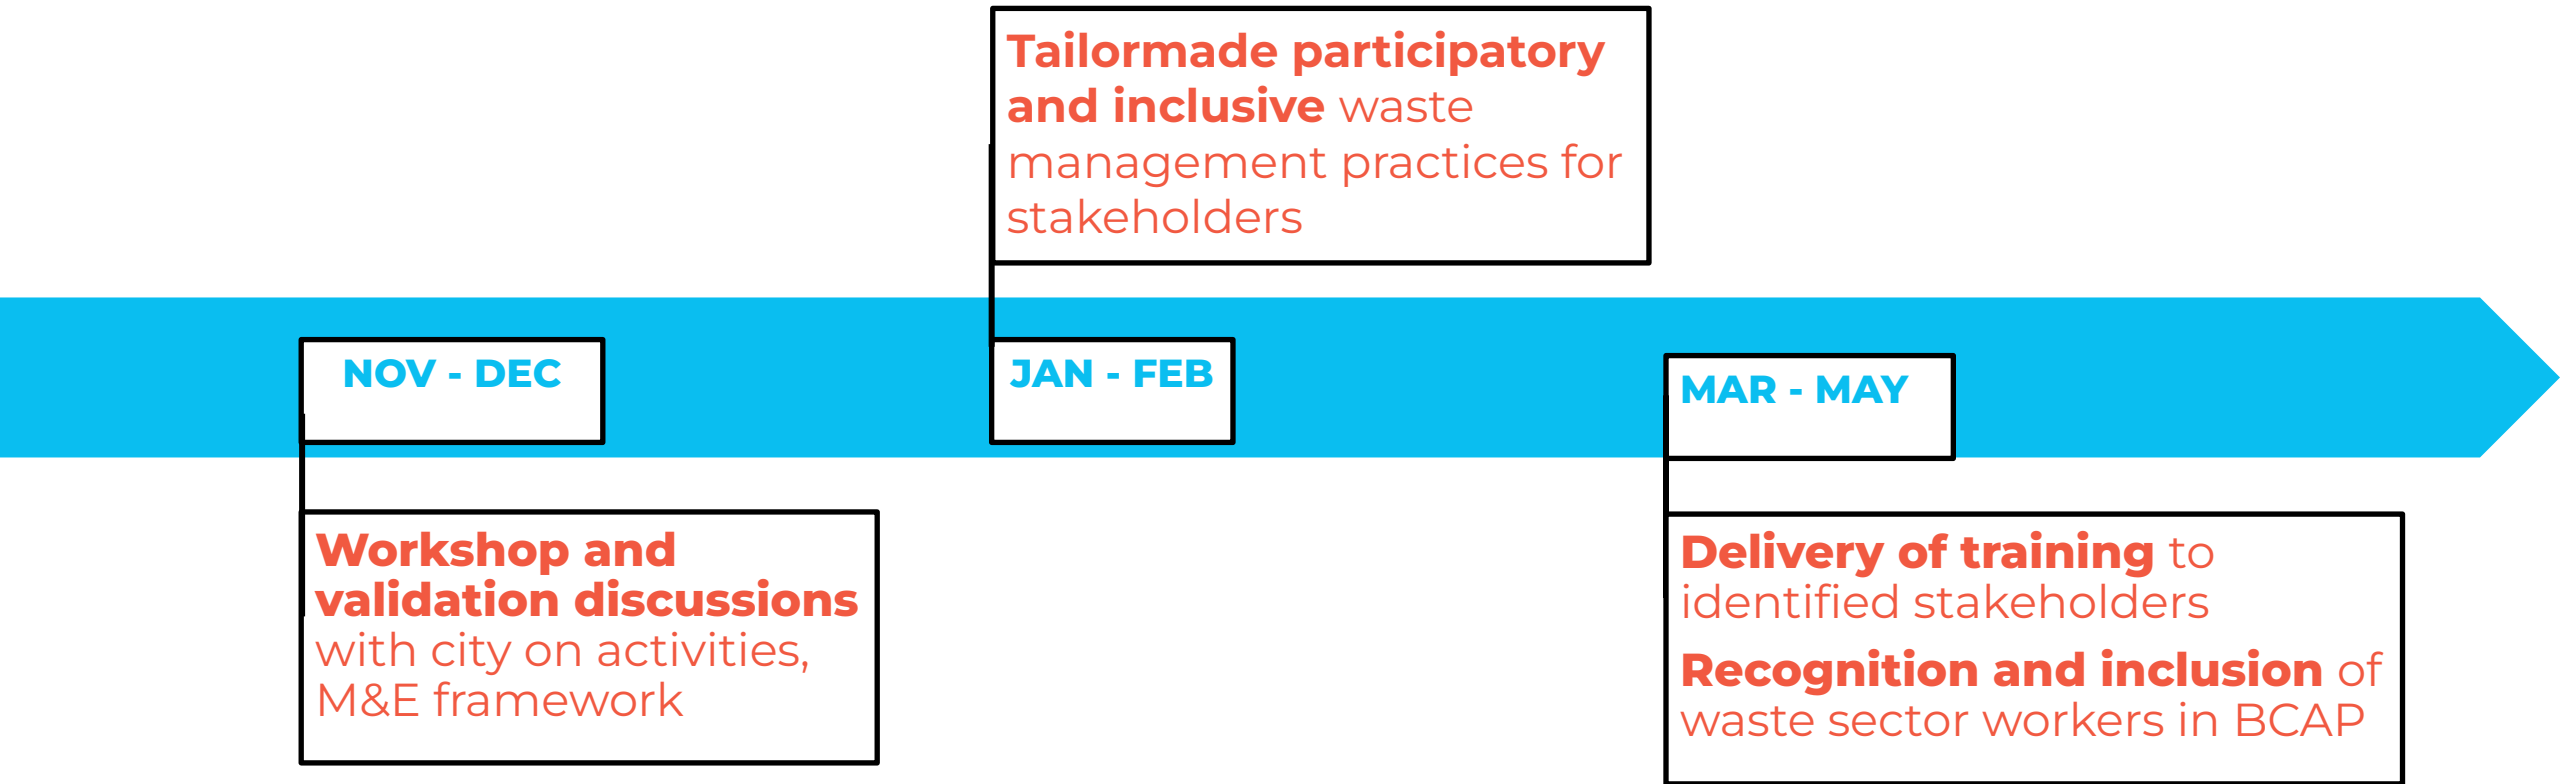 Tailormade participatory
and inclusive waste
management practices for
stakeholders
NOV - DEC
JAN - FEB
MAR - MAY
Workshop and
validation discussions
with city on activities,
M&E framework
Delivery of training to
identified stakeholders
Recognition and inclusion of
waste sector workers in BCAP